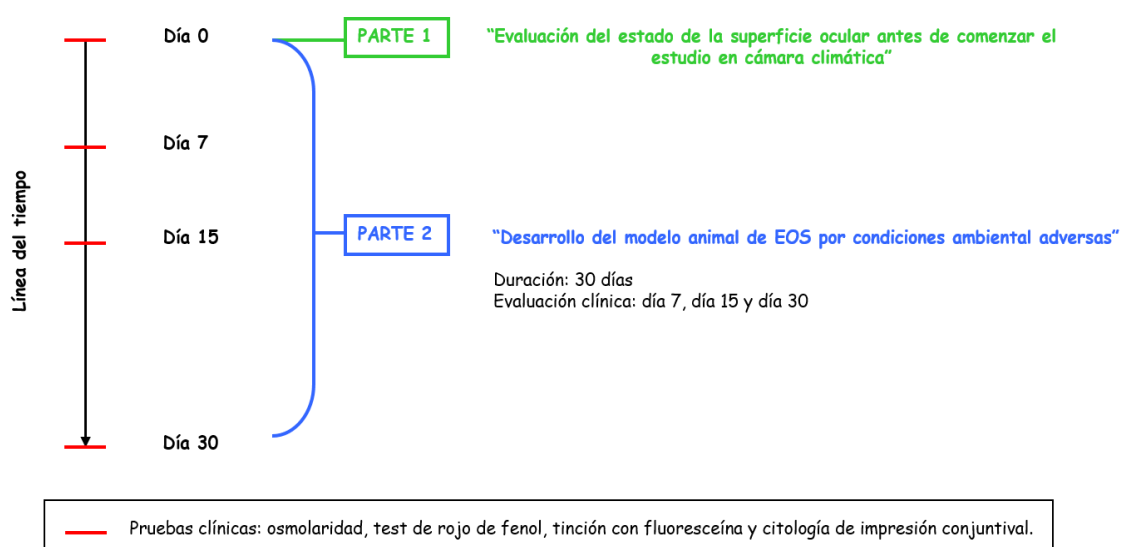 Día 0
PARTE 1
“Evaluación del estado de la superficie ocular antes de comenzar el
estudio en cámara climática”
Día 7
Línea del tiempo
Día 15
PARTE 2
“Desarrollo del modelo animal de EOS por condiciones ambiental adversas”
Duración: 30 días
Evaluación clínica: día 7, día 15 y día 30
Día 30
Pruebas clínicas: osmolaridad, test de rojo de fenol, tinción con fluoresceína y citología de impresión conjuntival.